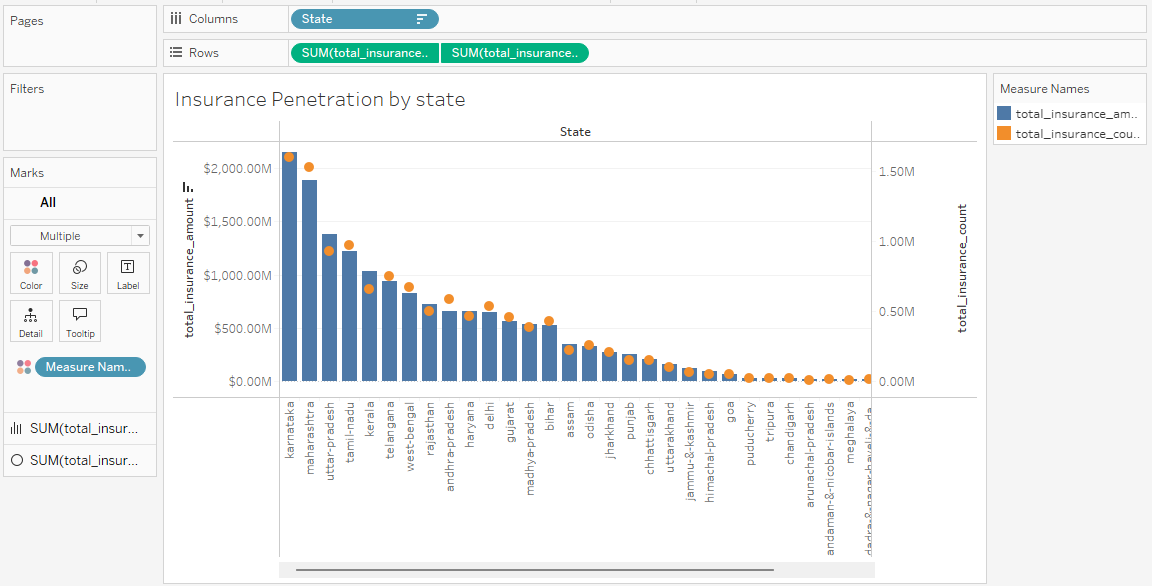 Pages
Columns
State
Rows
SUM(total_insurance..
SUM(total_insurance..
Filters
Marks
All
Multiple
Color
Size
Label
Detail
Tooltip
Measure Nam..
SUM(total_insur...
SUM(total_insur...
Insurance Penetration by state
State
total_insurance_amount
$2,000.00M
$1,500.00M
$1,000.00M
$500.00M
$0.00M
1.50M
1.00M
0.50M
0.00M
total_insurance_count
karnataka
maharashtra
uttar-pradesh
tamil-nadu
kerala
telangana
west-bengal
rajasthan
andhra-pradesh
haryana
delhi
gujarat
madhya-pradesh
bihar
assam
odisha
jharkhand
punjab
chhattisgarh
uttarakhand
jammu-&-kashmir
himachal-pradesh
goa
puducherry
tripura
chandigarh
arunachal-pradesh
andaman-&-nicobar-islands
meghalaya
Measure Names
total_insurance_am..
total_insurance_cou..